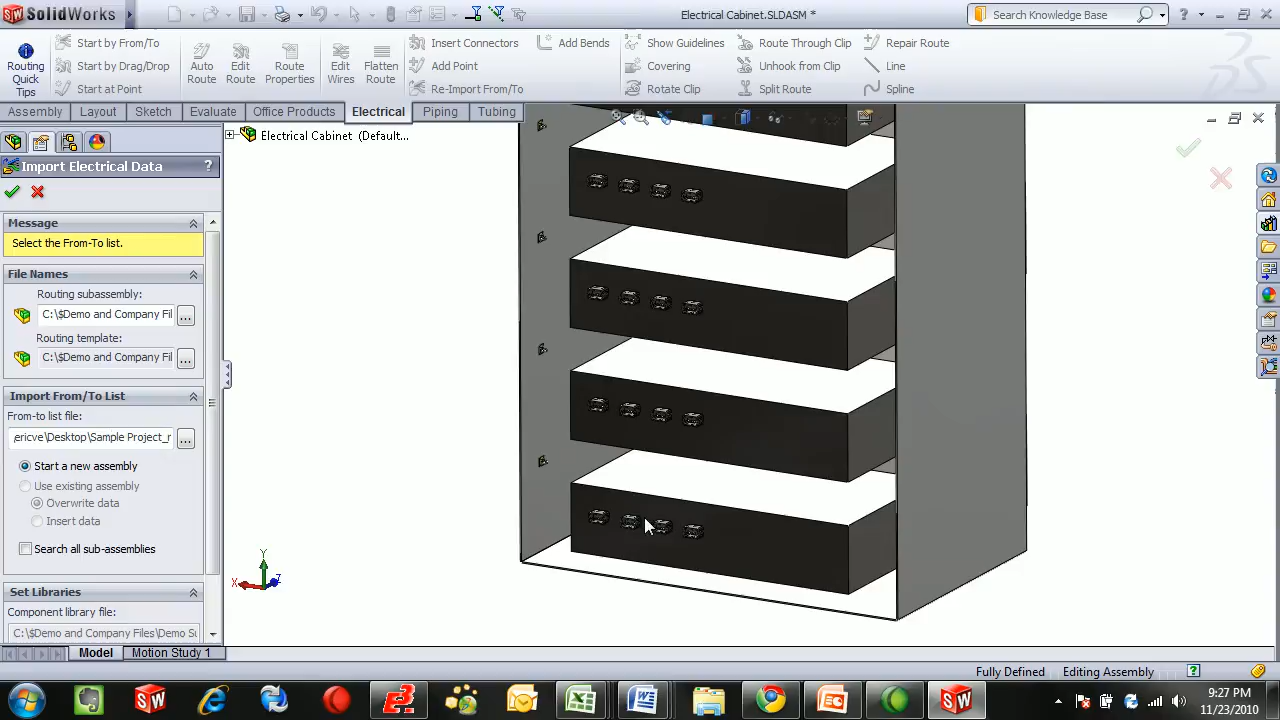 SolidWorks
Electrical Cabinet.SLDASM *
Search Knowledge Base
Routing Quick Tips
Start by From/To
Start by Drag/Drop
Start at Point
Auto Route
Edit Route
Route Properties
Edit Wires
Flatten Route
Insert Connectors
Add Point
Re-Import From/To
Add Bends
Show Guidelines
Covering
Rotate Clip
Route Through Clip
Unhook from Clip
Split Route
Repair Route
Line
Spline
Assembly Layout Sketch Evaluate Office Products Electrical Piping Tubing
Electrical Cabinet (Default...
Import Electrical Data
?
Message
Select the From-To list.
File Names
Routing subassembly:
C:\$Demo and Company Fil
...
Routing template:
C:\$Demo and Company Fil
...
Import From/To List
From-to list file:
ericve\Desktop\Sample Project_r
...
Start a new assembly
Use existing assembly
Overwrite data
Insert data
Search all sub-assemblies
Set Libraries
Component library file:
C:\$Demo and Company Files\Demo Su
Y
X
Z
Model Motion Study 1
Fully Defined Editing Assembly
9:27 PM
11/23/2010